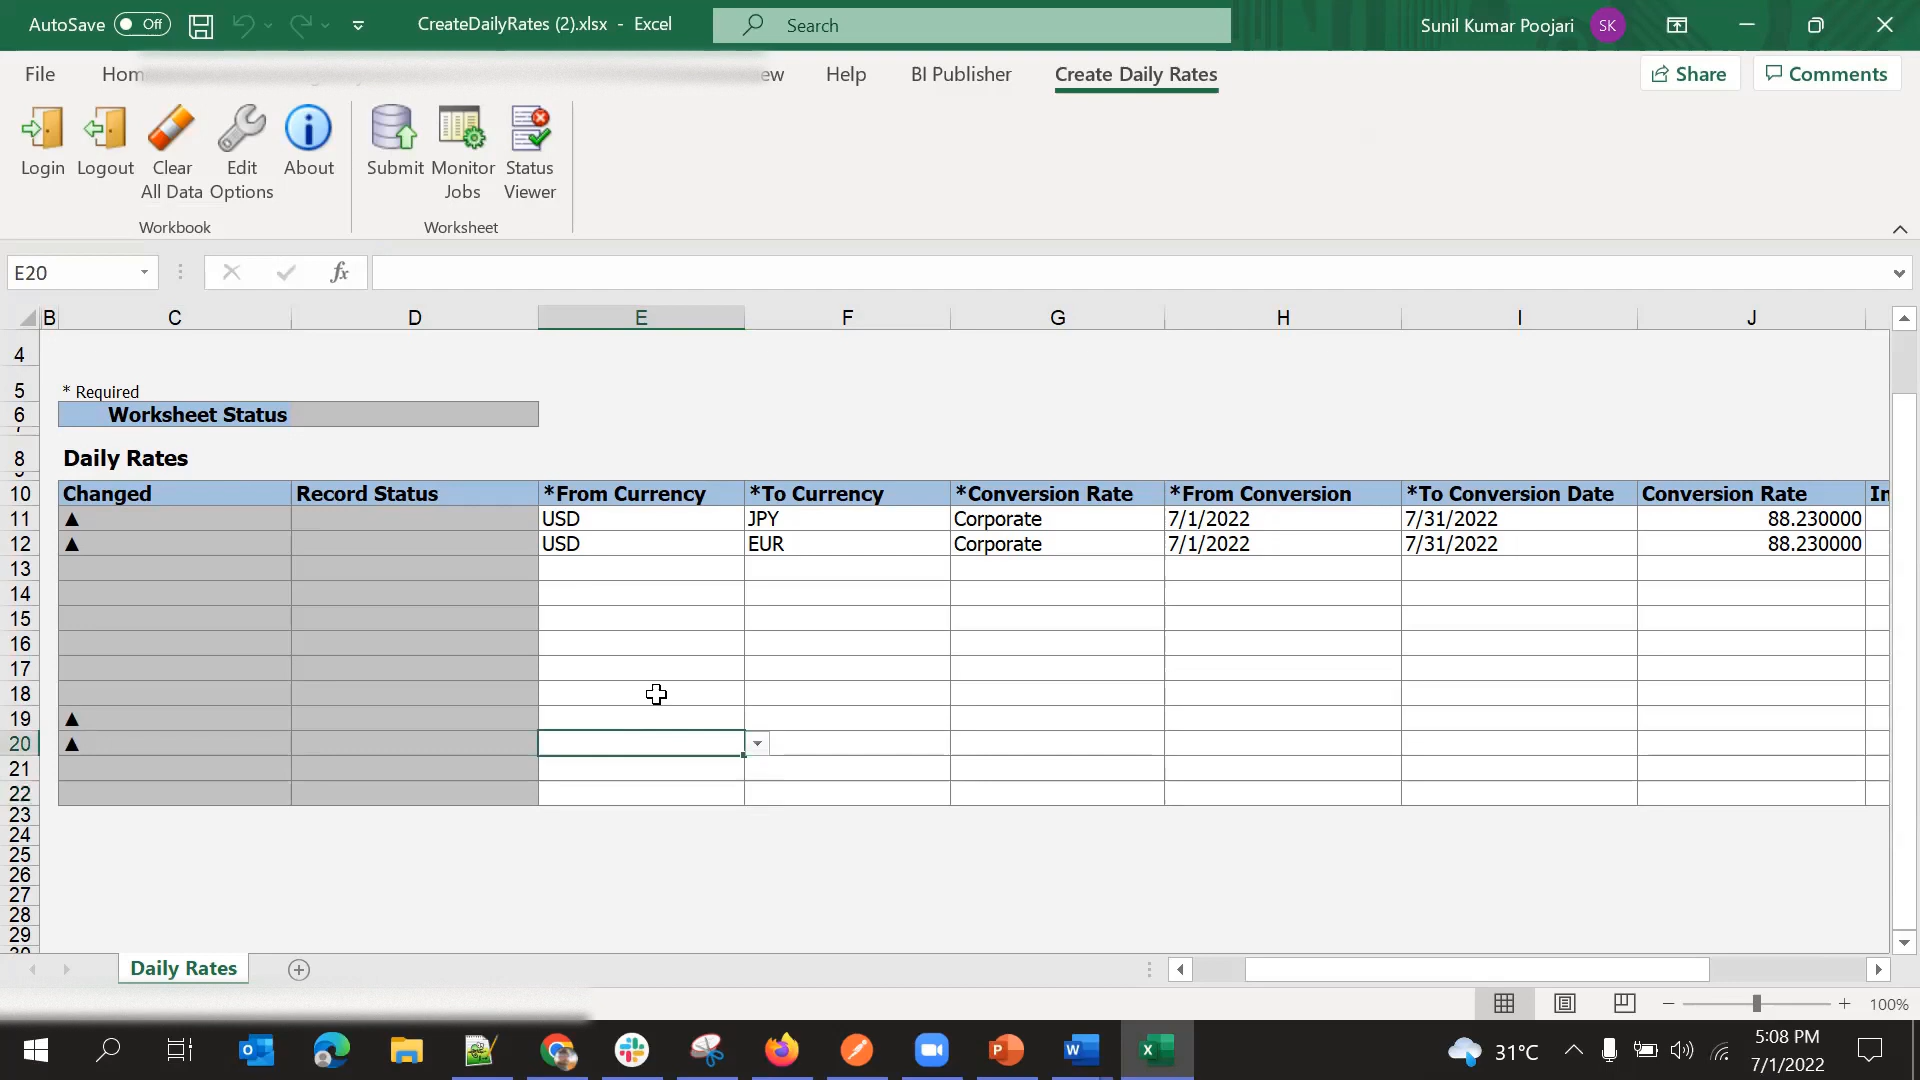 AutoSave Off CreateDailyRates (2).xlsx - Excel Search Sunil Kumar Poojari SK
File Hom ew Help BI Publisher Create Daily Rates Share Comments
Login Logout Clear All Data Edit Options About Submit Monitor Jobs Status Viewer
Workbook Worksheet
E20 fx
B C D E F G H I J
4
5 * Required
6 Worksheet Status
8 Daily Rates
10 Changed Record Status *From Currency *To Currency *Conversion Rate *From Conversion *To Conversion Date Conversion Rate In
11 ▲ USD JPY Corporate 7/1/2022 7/31/2022 88.230000
12 ▲ USD EUR Corporate 7/1/2022 7/31/2022 88.230000
13
14
15
16
17
18
19 ▲
20 ▲
21
22
23
24
25
26
27
28
29
Daily Rates
100%
31°C 5:08 PM
7/1/2022